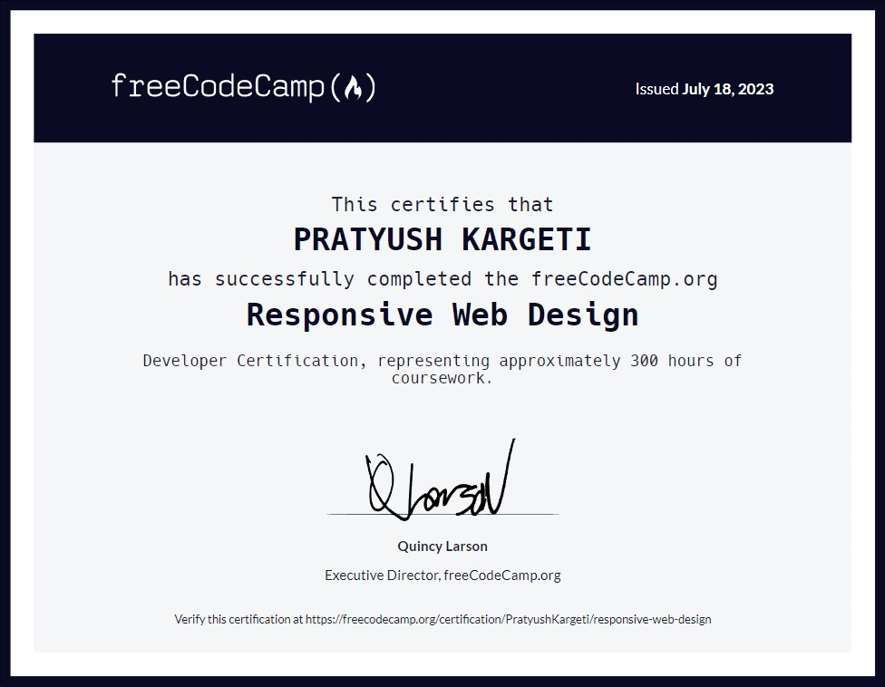 freeCodeCamp(🔥)
Issued July 18, 2023
This certifies that
PRATYUSH KARGETI
has successfully completed the freeCodeCamp.org
Responsive Web Design
Developer Certification, representing approximately 300 hours of
coursework.
Q Larson
Quincy Larson
Executive Director, freeCodeCamp.org
Verify this certification at https://freecodecamp.org/certification/PratyushKargeti/responsive-web-design